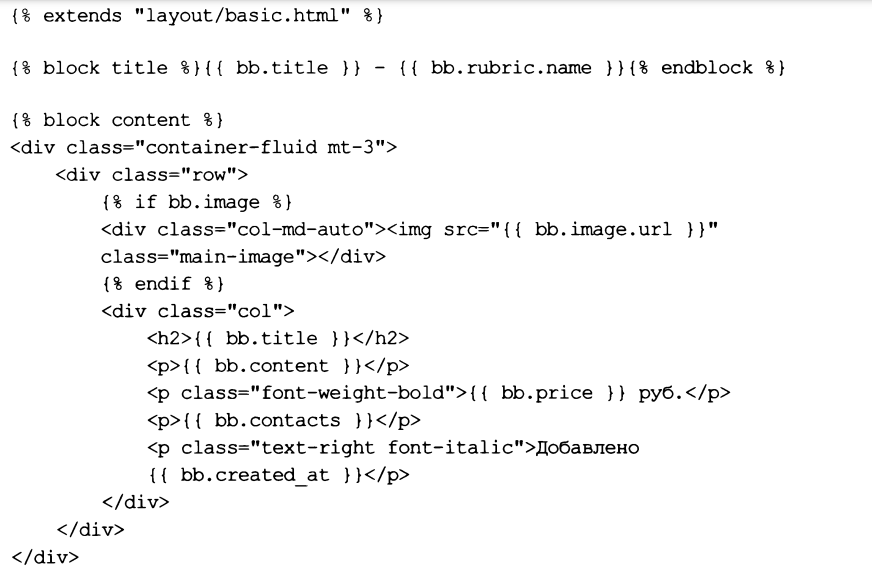 {% extends "layout/basic.html" %}
{% block title %}{{ bb.title }} - {{ bb.rubric.name }}{% endblock %}
{% block content %}
<div class="container-fluid mt-3">
    <div class="row">
        {% if bb.image %}
        <div class="col-md-auto"><img src="{{ bb.image.url }}"
        class="main-image"></div>
        {% endif %}
        <div class="col">
            <h2>{{ bb.title }}</h2>
            <p>{{ bb.content }}</p>
            <p class="font-weight-bold">{{ bb.price }} руб.</p>
            <p>{{ bb.contacts }}</p>
            <p class="text-right font-italic">Добавлено
            {{ bb.created_at }}</p>
        </div>
    </div>
</div>